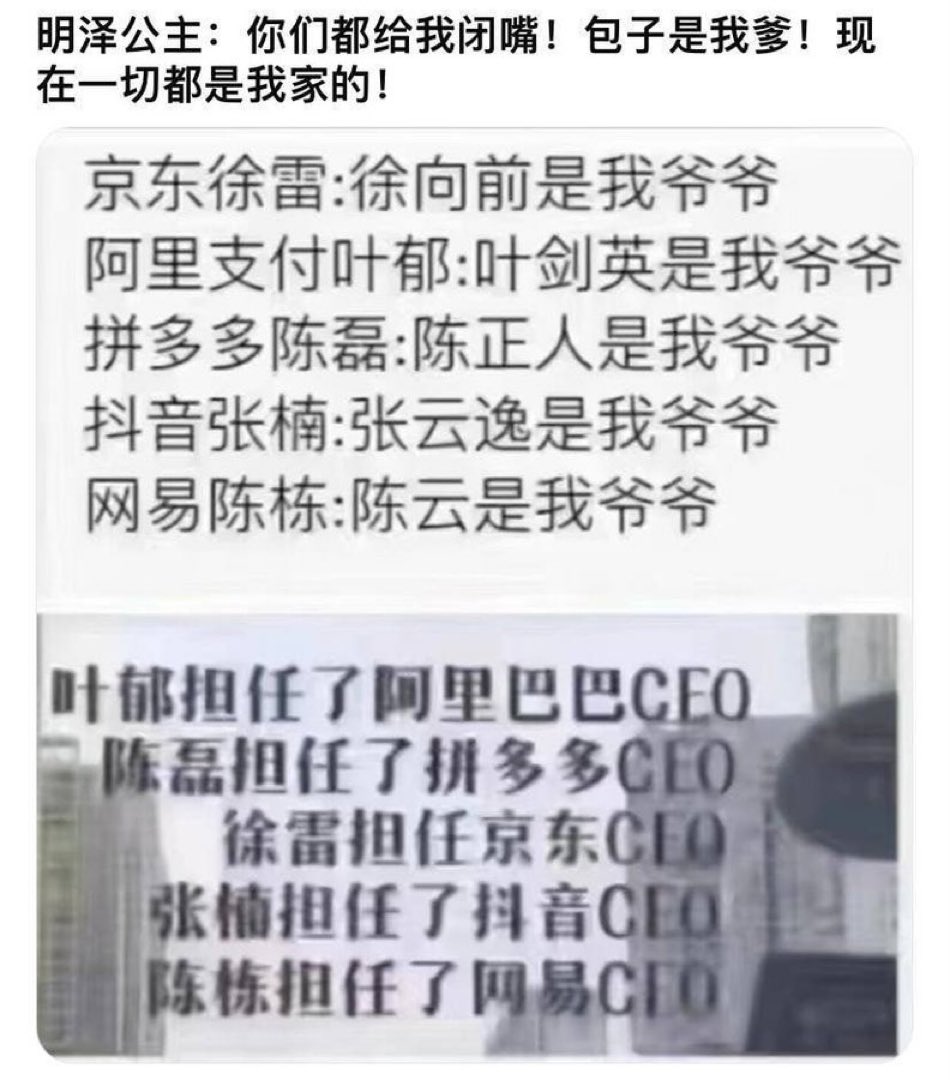 明泽公主：你们都给我闭嘴！包子是我爹！现
在一切都是我家的！
京东徐雷:徐向前是我爷爷
阿里支付叶郁:叶剑英是我爷爷
拼多多陈磊:陈正人是我爷爷
抖音张楠:张云逸是我爷爷
网易陈栋:陈云是我爷爷
叶郁担任了阿里巴巴CEO
陈磊担任了拼多多CEO
徐雷担任京东CEO
张楠担任了抖音CEO
陈栋担任了网易CEO